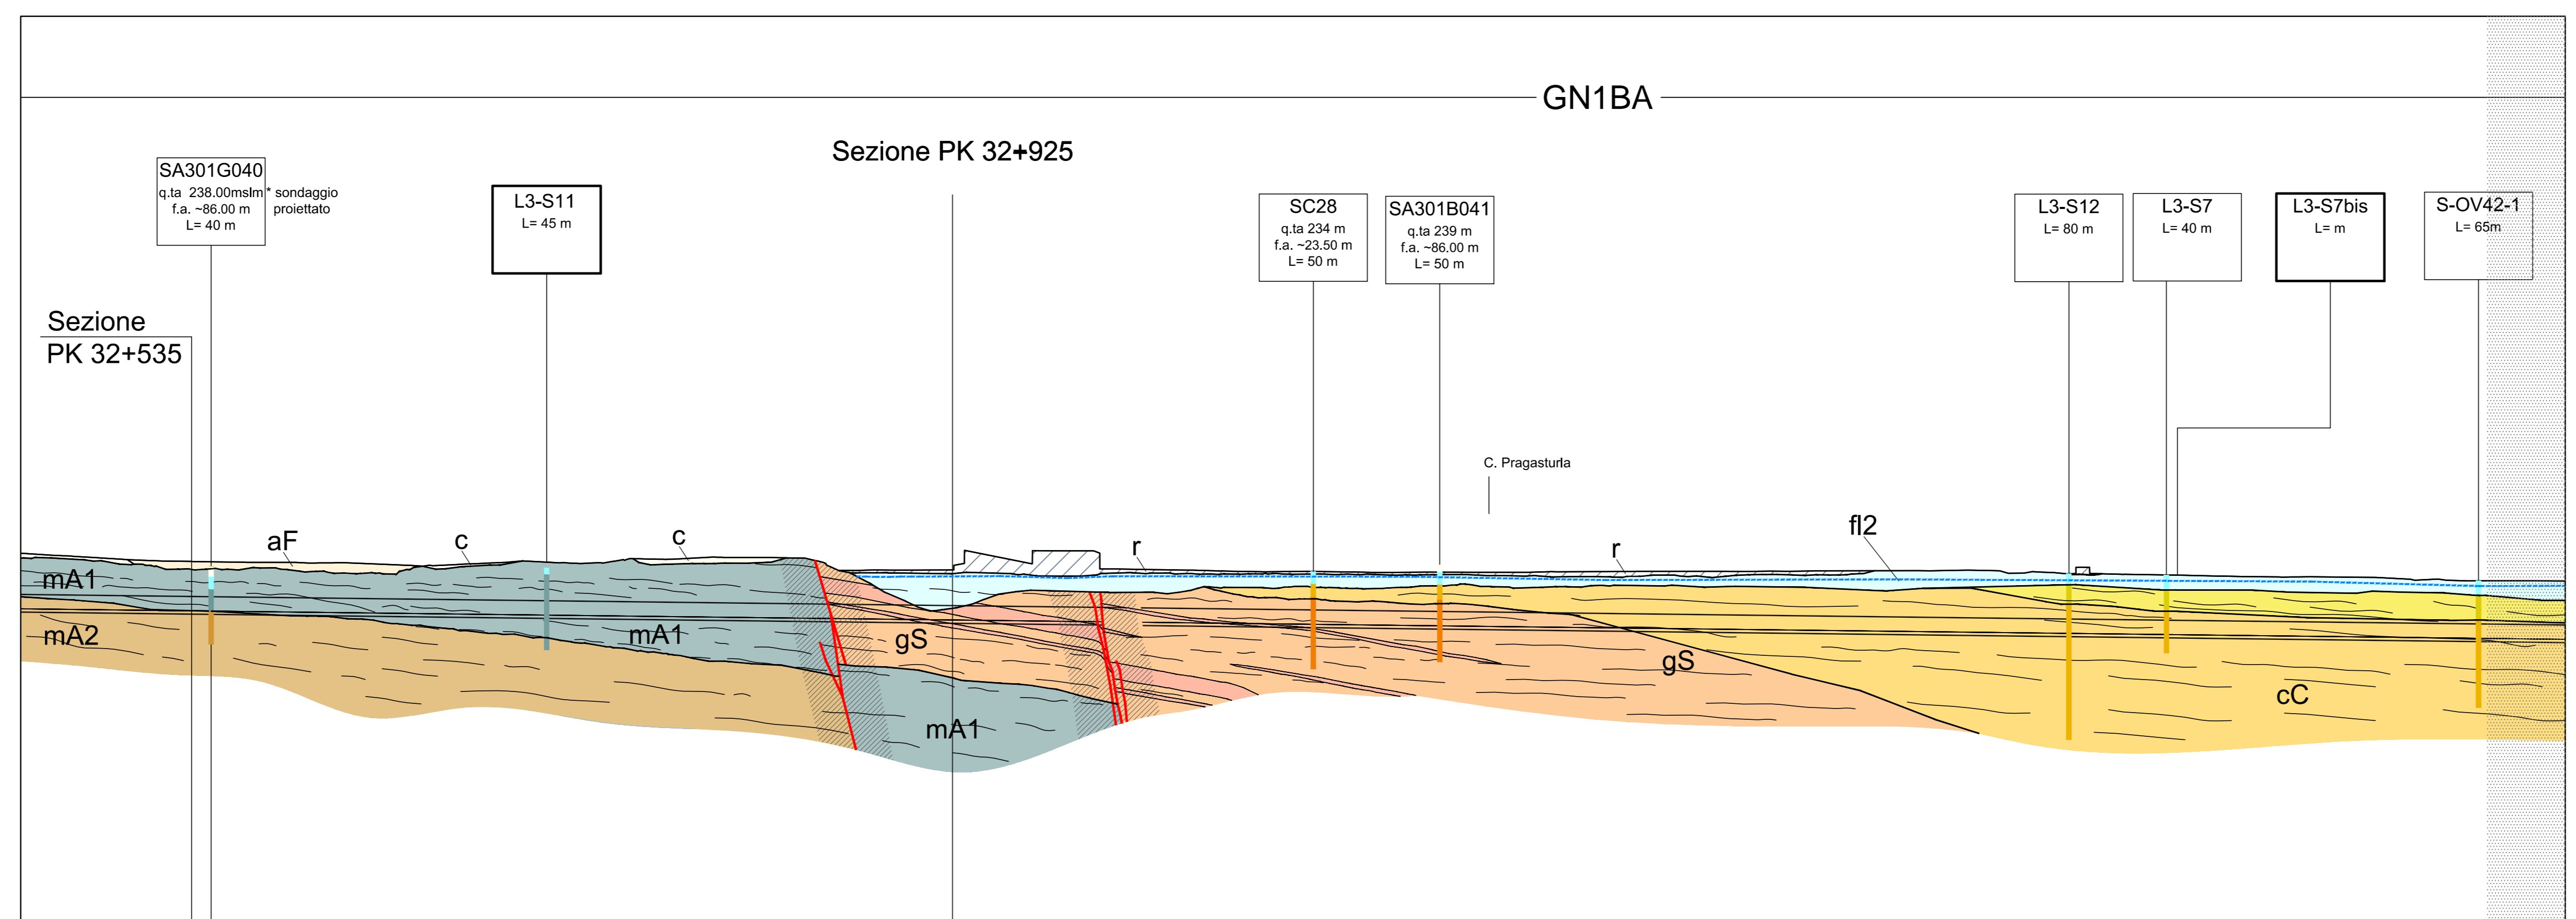 GN1BA
Sezione PK 32+925
SA301G040
q.ta 238.00mslm * sondaggio
f.a. ~86.00 m proiettato
L= 40 m
L3-S11
L= 45 m
SC28
q.ta 234 m
f.a. ~23.50 m
L= 50 m
SA301B041
q.ta 239 m
f.a. ~86.00 m
L= 50 m
L3-S12
L= 80 m
L3-S7
L= 40 m
L3-S7bis
L= m
S-OV42-1
L= 65m
Sezione
PK 32+535
C. Pragasturla
aF
c
c
r
r
fl2
mA1
mA2
mA1
gS
gS
cC
mA1